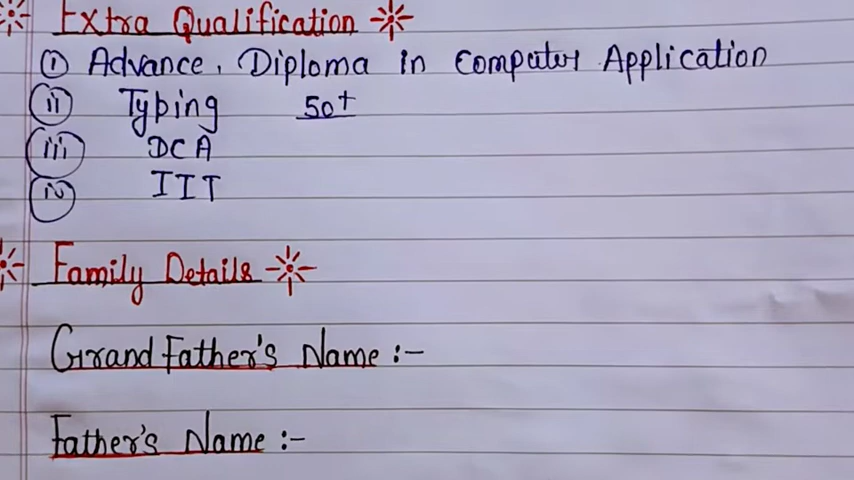 Extra Qualification
(i) Advance, Diploma in Computer Application
(ii) Typing 50+
(iii) DCA
(iv) IIT
Family Details
Grand Father's Name :-
Father's Name :-